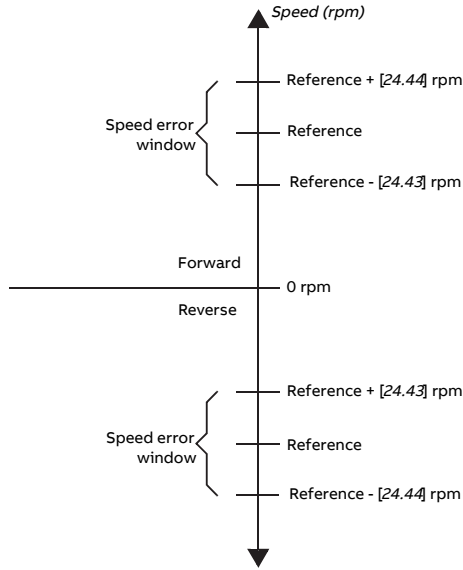 Speed (rpm)
Reference + [24.44] rpm
Speed error
window
Reference
Reference - [24.43] rpm
Forward
0 rpm
Reverse
Reference + [24.43] rpm
Speed error
window
Reference
Reference - [24.44] rpm